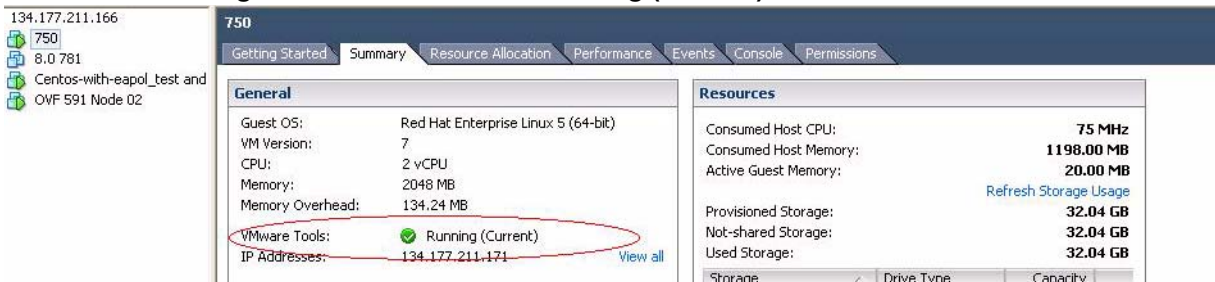 134.177.211.166
750
8.0 781
Centos-with-eapol_test and
OVF 591 Node 02
750
Getting Started Summary Resource Allocation Performance Events Console Permissions
General
Guest OS: Red Hat Enterprise Linux 5 (64-bit)
VM Version: 7
CPU: 2 vCPU
Memory: 2048 MB
Memory Overhead: 134.24 MB
VMware Tools: Running (Current)
IP Addresses: 134.177.211.171 View all
Resources
Consumed Host CPU: 75 MHz
Consumed Host Memory: 1198.00 MB
Active Guest Memory: 20.00 MB
Refresh Storage Usage
Provisioned Storage: 32.04 GB
Not-shared Storage: 32.04 GB
Used Storage: 32.04 GB
Storage Drive Type Capacity